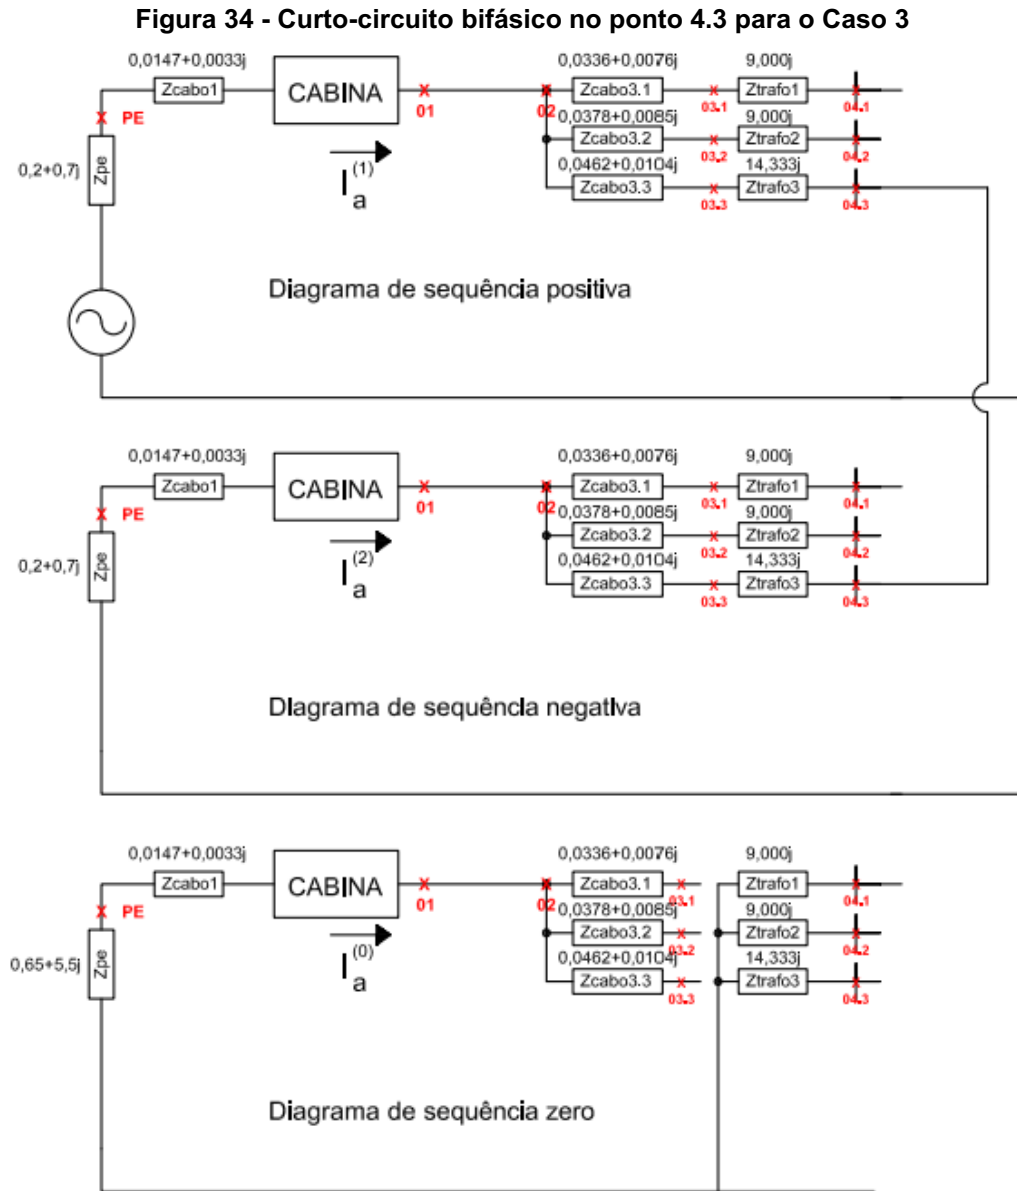 Figura 34 - Curto-circuito bifásico no ponto 4.3 para o Caso 3
0,0147+0,0033j
0,0336+0,0076j
9,000j
Zcabo1
CABINA
01
02
Zcabo3.1
03.1
Ztrafo1
04.1
PE
0,0378+0,0085j
9,000j
Zcabo3.2
03.2
Ztrafo2
04.2
0,2+0,7j
Zpe
I a (1)
0,0462+0,0104j
14,333j
Zcabo3.3
03.3
Ztrafo3
04.3
Diagrama de sequência positiva
0,0147+0,0033j
0,0336+0,0076j
9,000j
Zcabo1
CABINA
01
02
Zcabo3.1
03.1
Ztrafo1
04.1
PE
0,0378+0,0085j
9,000j
Zcabo3.2
03.2
Ztrafo2
04.2
0,2+0,7j
Zpe
I a (2)
0,0462+0,0104j
14,333j
Zcabo3.3
03.3
Ztrafo3
04.3
Diagrama de sequência negativa
0,0147+0,0033j
0,0336+0,0076j
9,000j
Zcabo1
CABINA
01
02
Zcabo3.1
03.1
Ztrafo1
04.1
PE
0,0378+0,0085j
9,000j
Zcabo3.2
03.2
Ztrafo2
04.2
0,65+5,5j
Zpe
I a (0)
0,0462+0,0104j
14,333j
Zcabo3.3
03.3
Ztrafo3
04.3
Diagrama de sequência zero